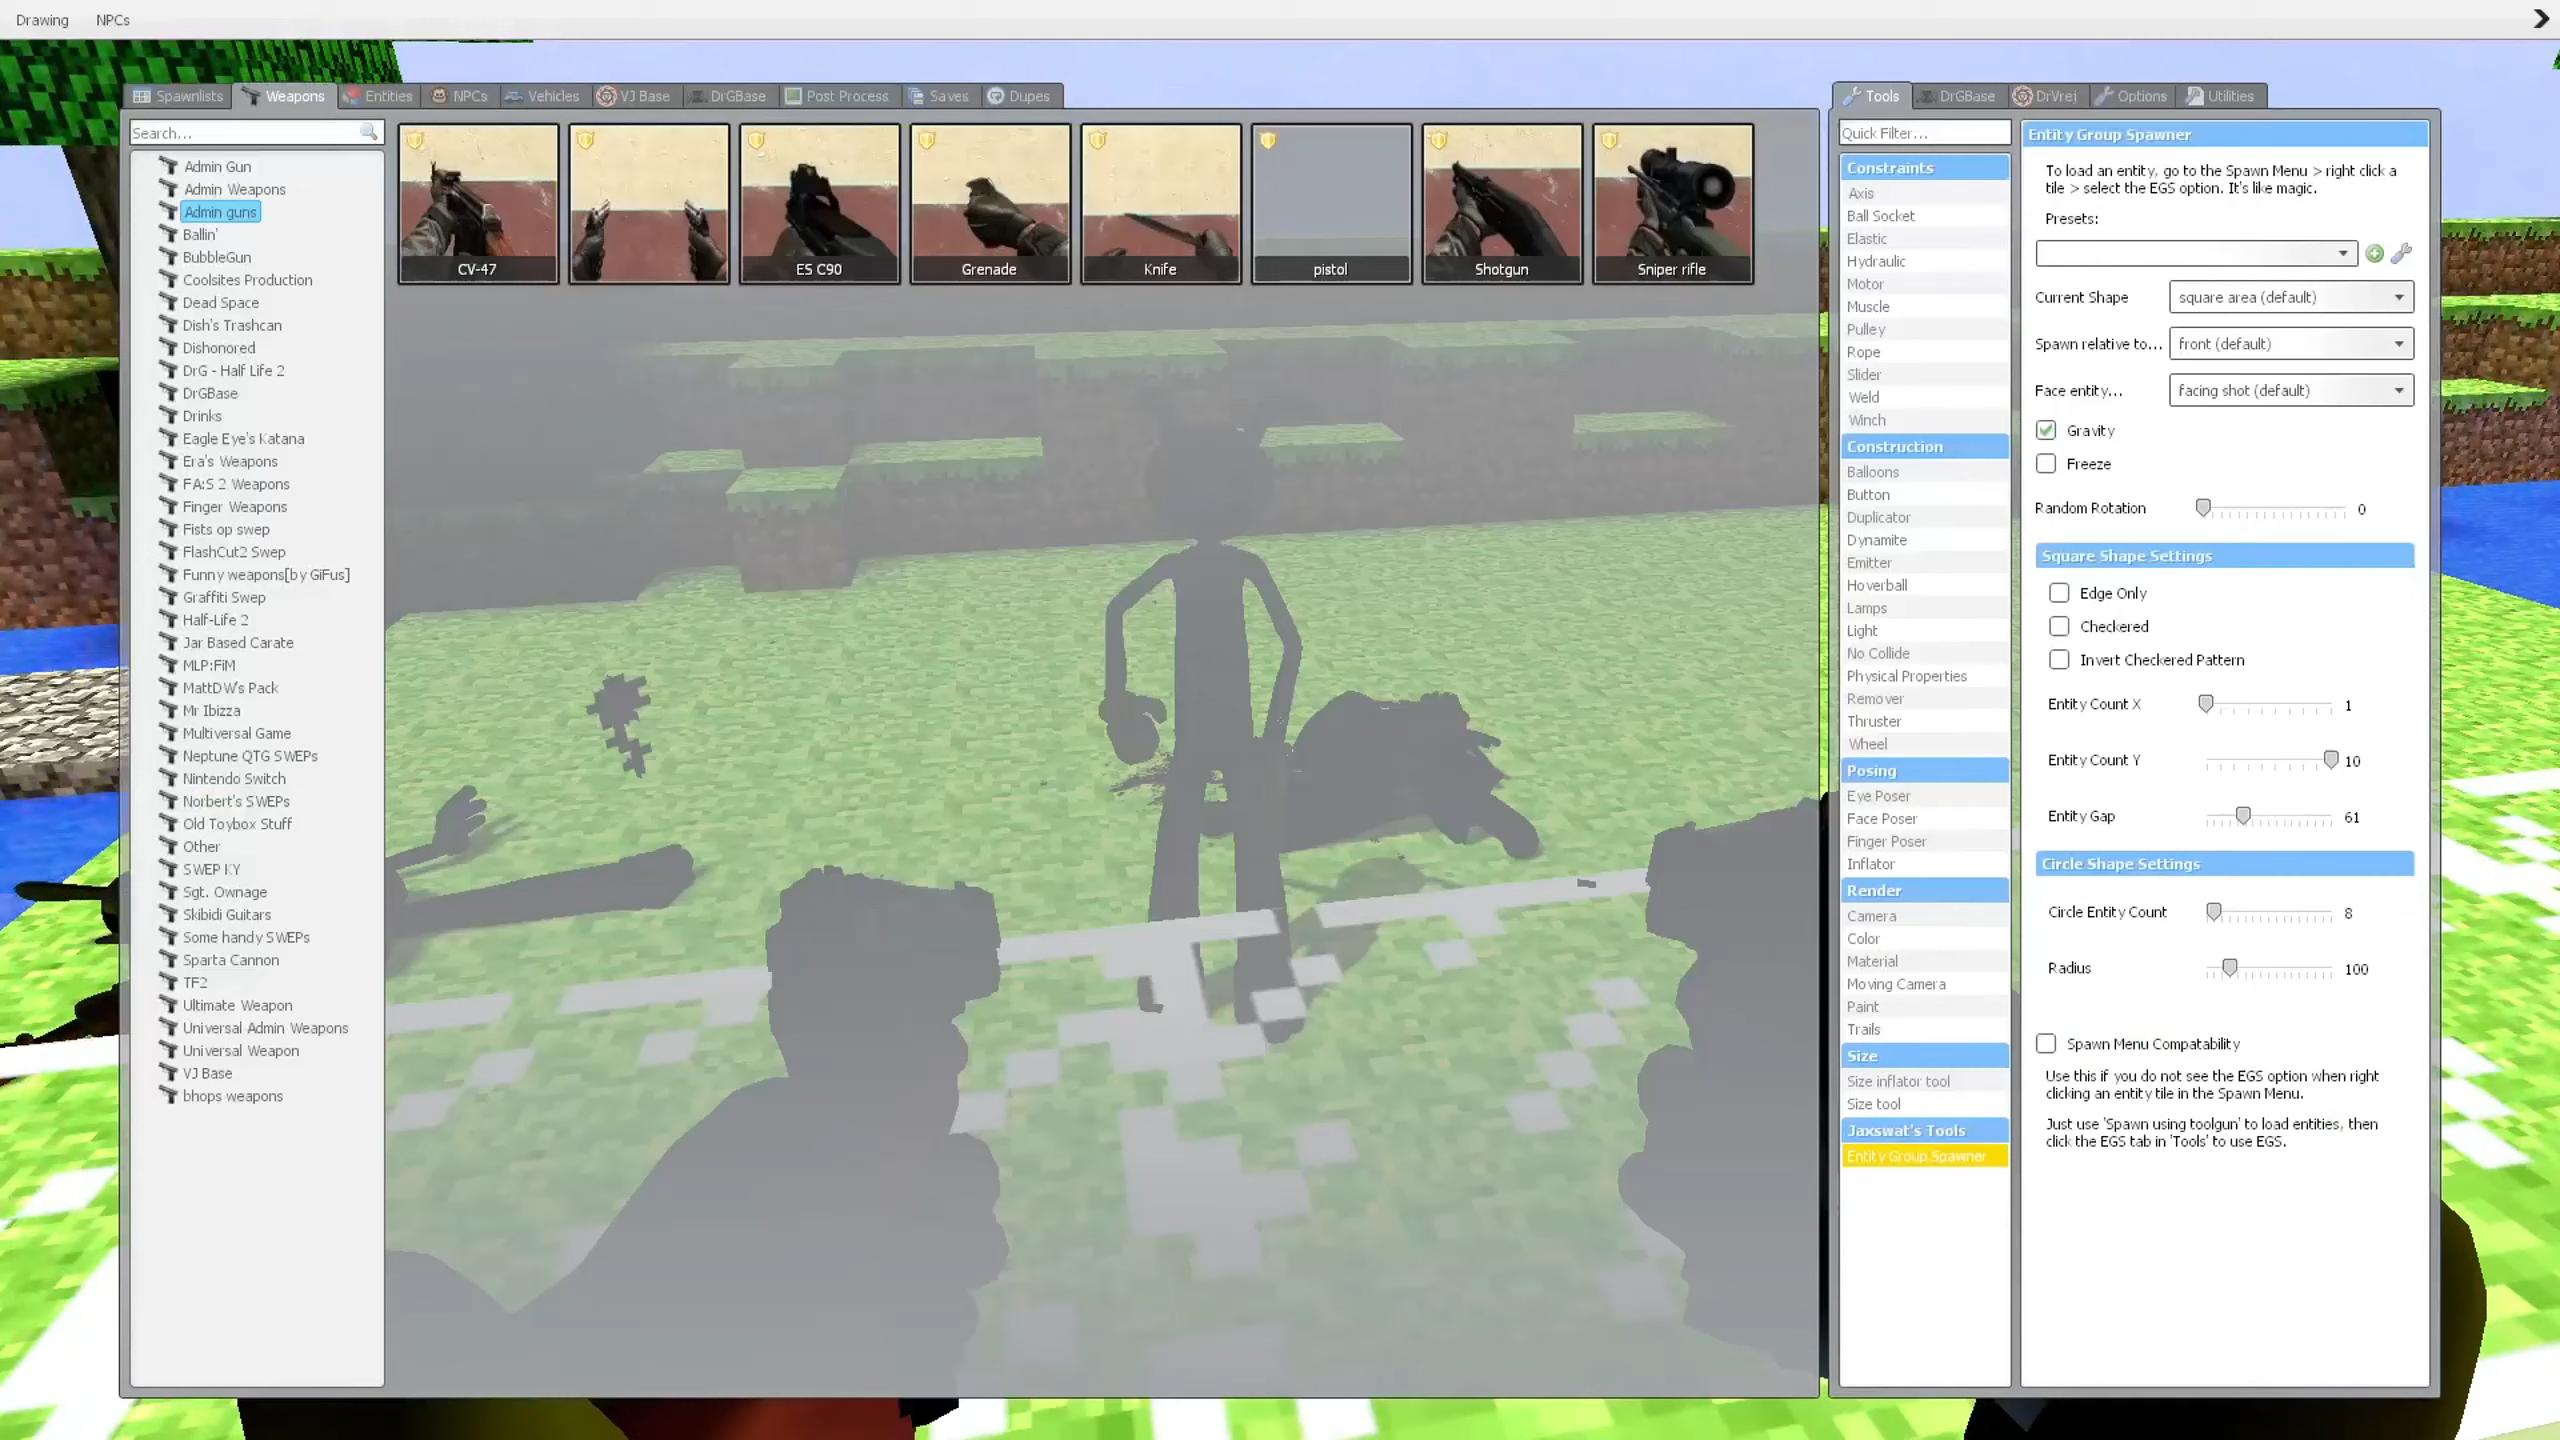 Drawing NPCs
Spawnlists Weapons Entities NPCs Vehicles VJ Base DrGBase Post Process Saves Dupes
Search...
Admin Gun
Admin Weapons
Admin guns
Ballin'
BubbleGun
Coolsites Production
Dead Space
Dish's Trashcan
Dishonored
DrG - Half Life 2
DrGBase
Drinks
Eagle Eye's Katana
Era's Weapons
FA:S 2 Weapons
Finger Weapons
Fists op swep
FlashCut2 Swep
Funny weapons[by GiFus]
Graffiti Swep
Half-Life 2
Jar Based Carate
MLP:FiM
MattDW's Pack
Mr Ibizza
Multiversal Game
Neptune QTG SWEPs
Nintendo Switch
Norbert's SWEPs
Old Toybox Stuff
Other
SWEP KY
Sgt. Ownage
Skibidi Guitars
Some handy SWEPs
Sparta Cannon
TF2
Ultimate Weapon
Universal Admin Weapons
Universal Weapon
VJ Base
bhops weapons
CV-47
ES C90
Grenade
Knife
pistol
Shotgun
Sniper rifle
Tools DrGBase DrVrej Options Utilities
Quick Filter...
Constraints
Axis
Ball Socket
Elastic
Hydraulic
Motor
Muscle
Pulley
Rope
Slider
Weld
Winch
Construction
Balloons
Button
Duplicator
Dynamite
Emitter
Hoverball
Lamps
Light
No Collide
Physical Properties
Remover
Thruster
Wheel
Posing
Eye Poser
Face Poser
Finger Poser
Inflator
Render
Camera
Color
Material
Moving Camera
Paint
Trails
Size
Size inflator tool
Size tool
Jaxswat's Tools
Entity Group Spawner
Entity Group Spawner
To load an entity, go to the Spawn Menu > right click a
tile > select the EGS option. It's like magic.
Presets:
Current Shape square area (default)
Spawn relative to... front (default)
Face entity... facing shot (default)
Gravity
Freeze
Random Rotation 0
Square Shape Settings
Edge Only
Checkered
Invert Checkered Pattern
Entity Count X 1
Entity Count Y 10
Entity Gap 61
Circle Shape Settings
Circle Entity Count 8
Radius 100
Spawn Menu Compatability
Use this if you do not see the EGS option when right
clicking an entity tile in the Spawn Menu.
Just use 'Spawn using toolgun' to load entities, then
click the EGS tab in 'Tools' to use EGS.